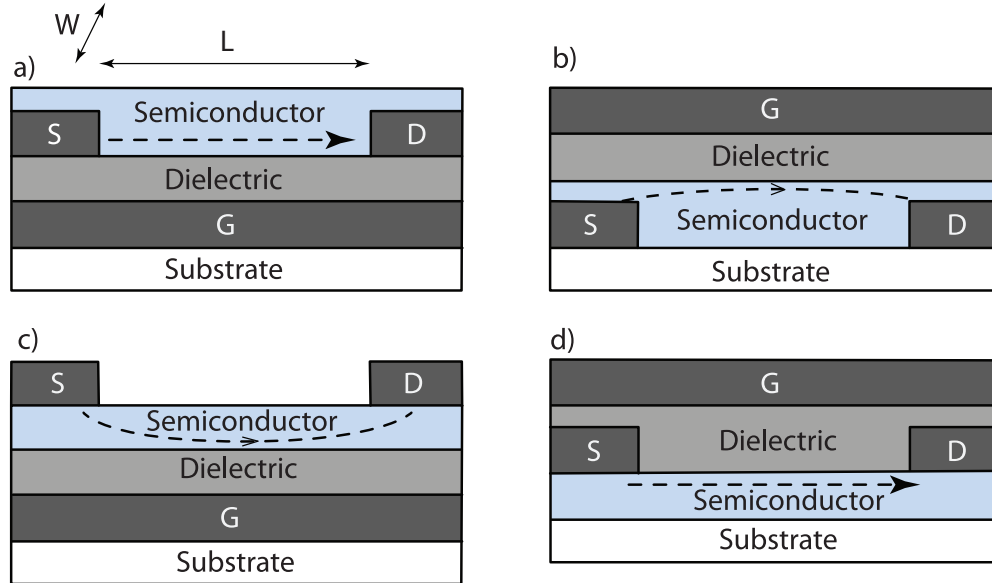 W
L
a)
Semiconductor
S
D
Dielectric
G
Substrate
b)
G
Dielectric
Semiconductor
S
D
Substrate
c)
S
D
Semiconductor
Dielectric
G
Substrate
d)
G
Dielectric
S
D
Semiconductor
Substrate